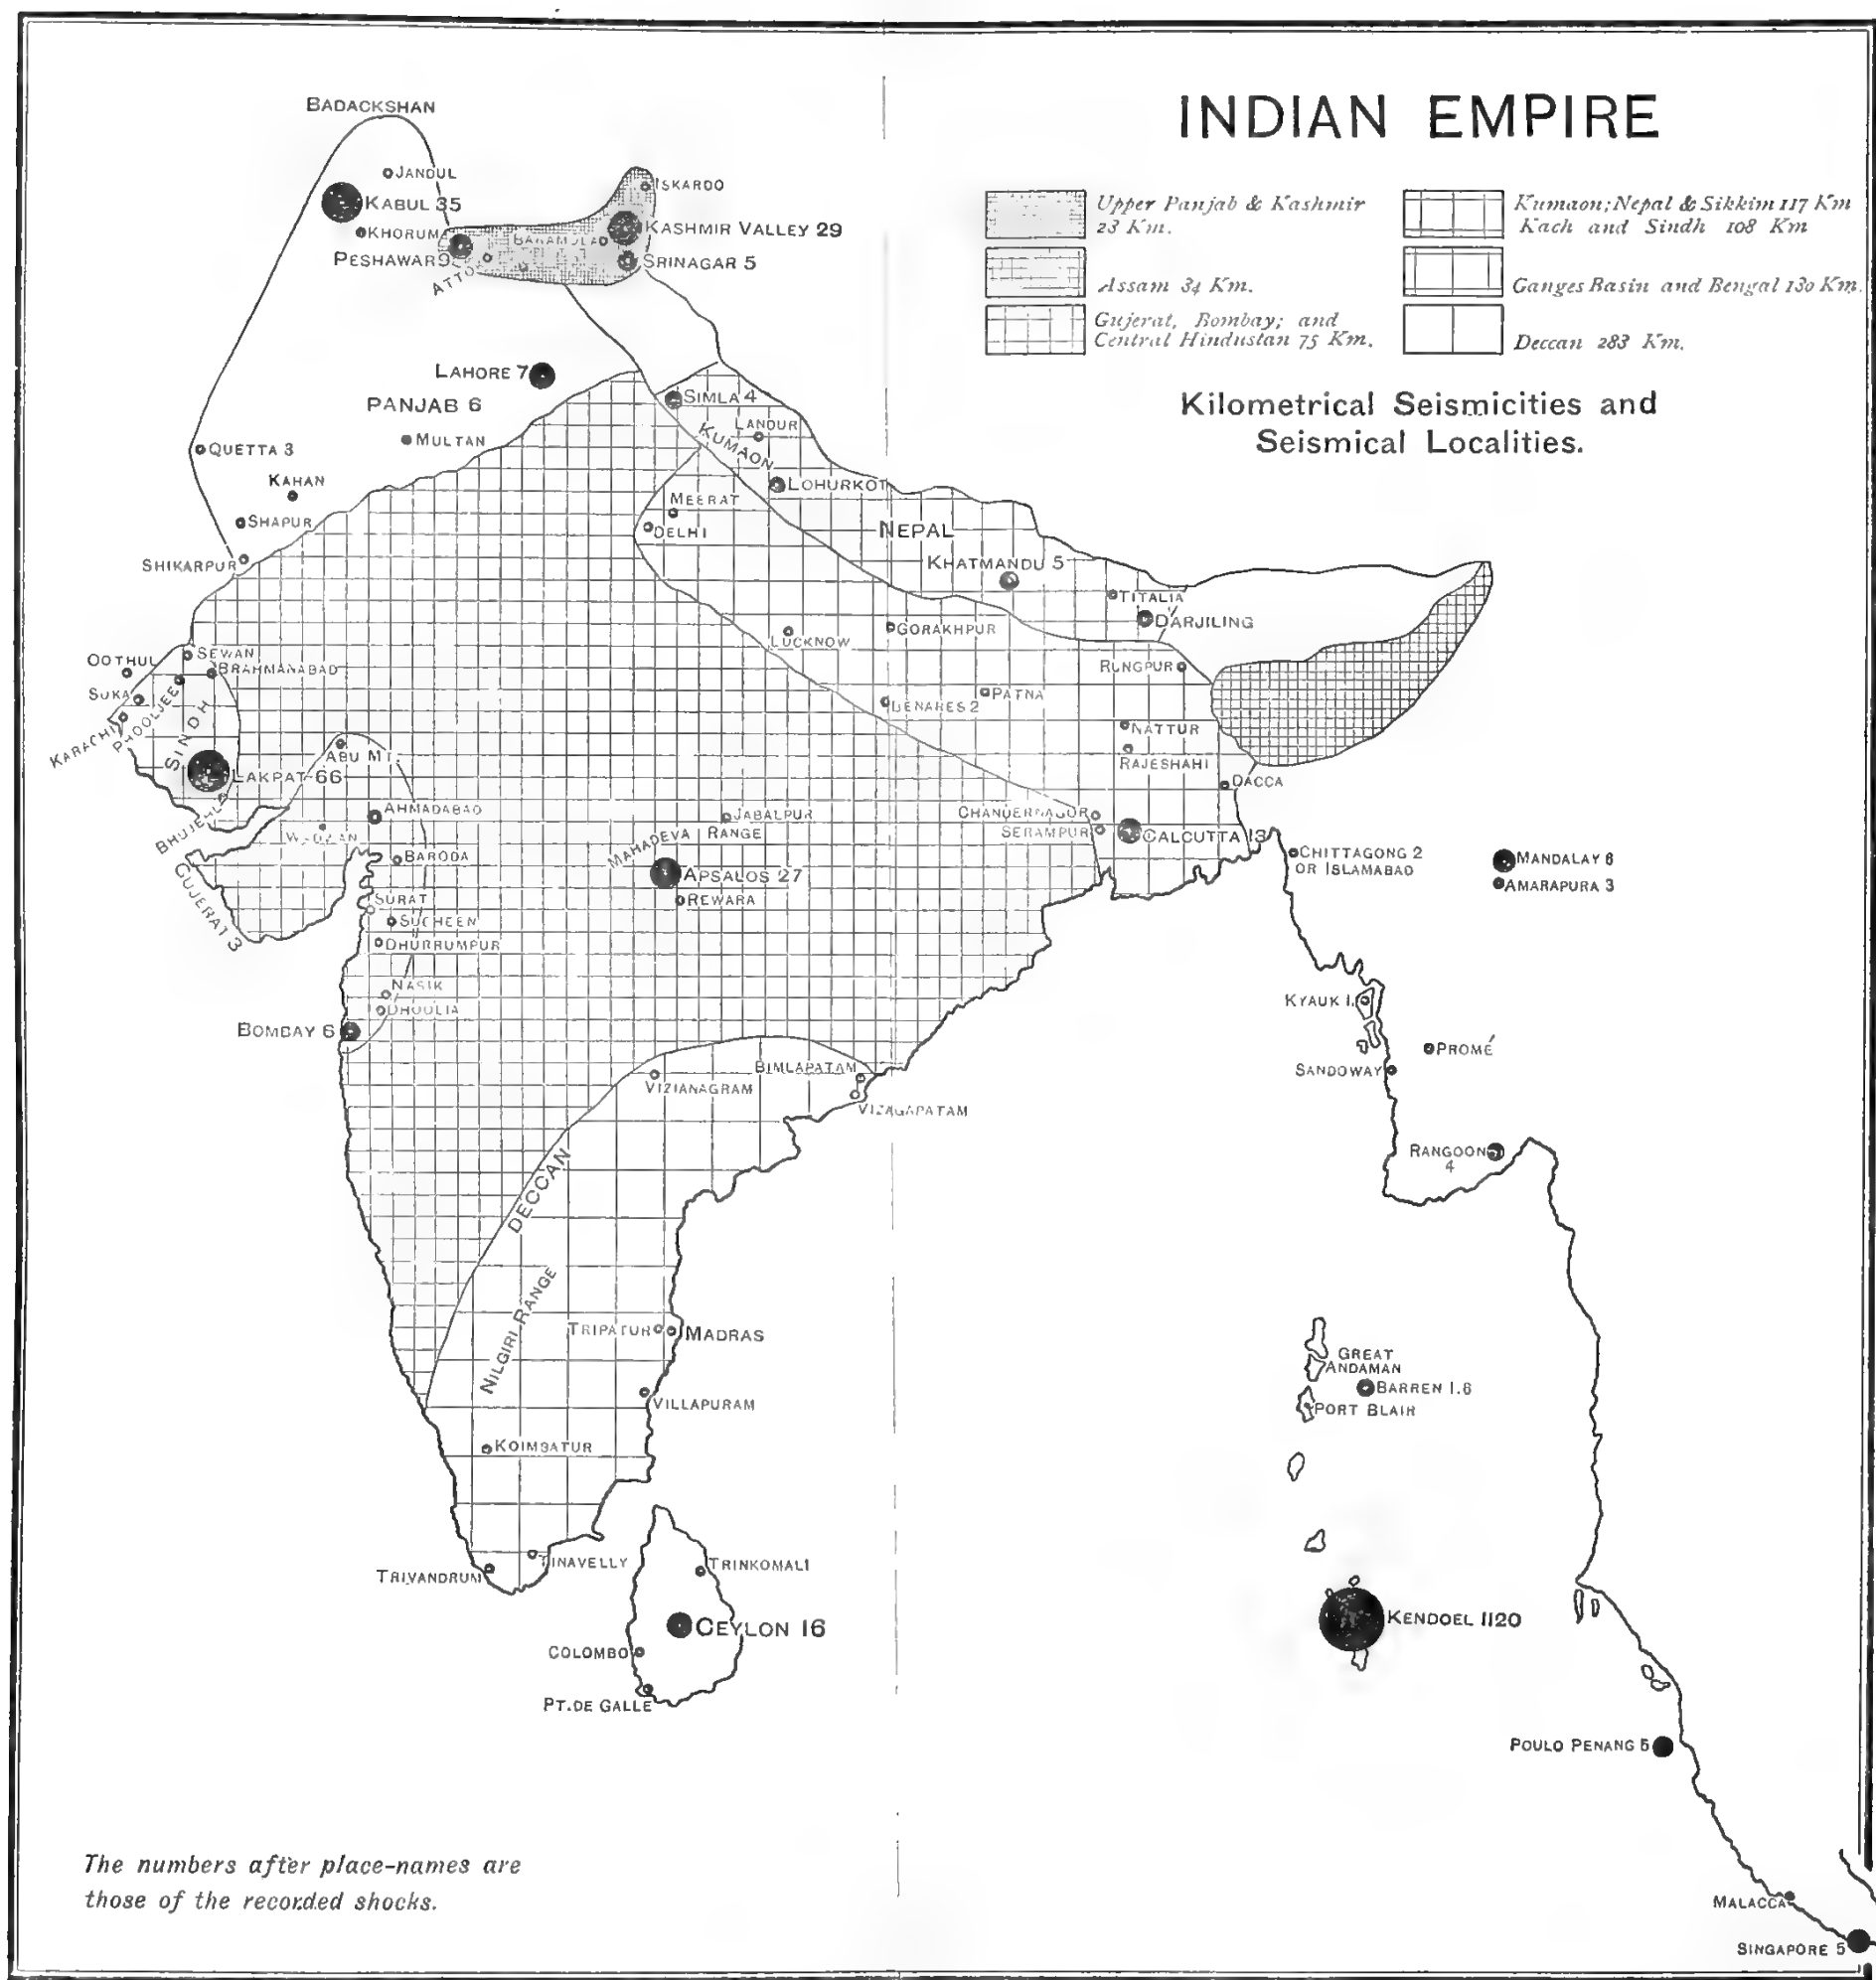 INDIAN EMPIRE
Upper Panjab & Kashmir
23 Km.
Assam 34 Km.
Gujerat, Bombay; and
Central Hindustan 75 Km.
Kumaon; Nepal & Sikkim 117 Km
Kach and Sindh 108 Km
Ganges Basin and Bengal 130 Km.
Deccan 283 Km.
Kilometrical Seismicities and
Seismical Localities.
BADACKSHAN
JANDUL
KABUL 35
KHORUM
PESHAWAR 9
ATTOK
BARAMULAO
ISKARDO
KASHMIR VALLEY 29
SRINAGAR 5
LAHORE 7
PANJAB 6
MULTAN
QUETTA 3
KAHAN
SHAPUR
SHIKARPUR
SIMLA 4
LANDUR
KUMAON
LOHURKOT
MEERAT
DELHI
NEPAL
KHATMANDU 5
TITALIA
DARJILING
LUCKNOW
GORAKHPUR
RUNGPUR
BENARES 2
PATNA
NATTUR
RAJESHAHI
DACCA
OOTHUL
SEWAN
BRAHMANABAD
SUKA
PHOOLJEE
KARACHI
SINDH
ABU MT.
LAKPAT 66
AHMADABAD
GUJERAT 3
BARODA
JABALPUR
MAHADEVA RANGE
APSALOS 27
REWARA
CHANDERNAGOR
SERAMPUR
CALCUTTA 13
CHITTAGONG 2
OR ISLAMABAD
MANDALAY 6
AMARAPURA 3
SURAT
SUCHEEN
DHURRUMPUR
NASIK
DHOOLIA
BOMBAY 6
KYAUK I.
PROMÉ
SANDOWAY
BIMLAPATAM
VIZIANAGRAM
VIZAGAPATAM
RANGOON
4
DECCAN
NILGIRI RANGE
TRIPATUR
MADRAS
VILLAPURAM
KOIMBATUR
GREAT
ANDAMAN
BARREN I.6
PORT BLAIR
TRIVANDRUM
TINAVELLY
TRINKOMALI
CEYLON 16
COLOMBO
PT. DE GALLE
KENDOEL 1120
POULO PENANG 5
MALACCA
SINGAPORE 5
The numbers after place-names are
those of the recorded shocks.